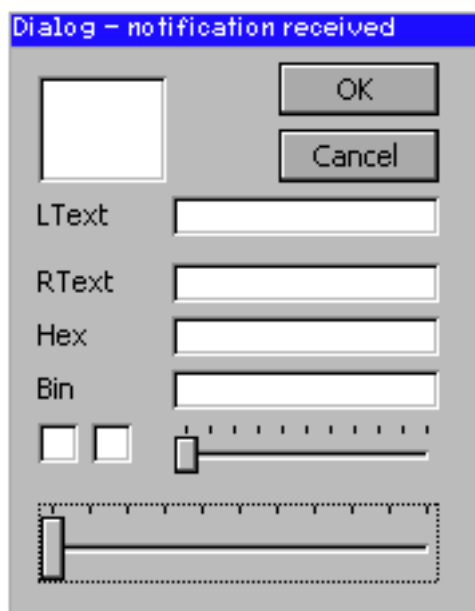 Dialog – notification received
OK
Cancel
LText
RText
Hex
Bin